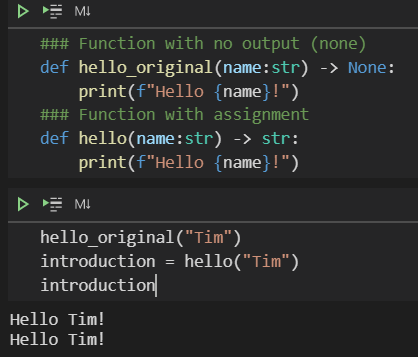 M↓
### Function with no output (none)
def hello_original(name:str) -> None:
    print(f"Hello {name}!")
### Function with assignment
def hello(name:str) -> str:
    print(f"Hello {name}!")
M↓
hello_original("Tim")
introduction = hello("Tim")
introduction
Hello Tim!
Hello Tim!